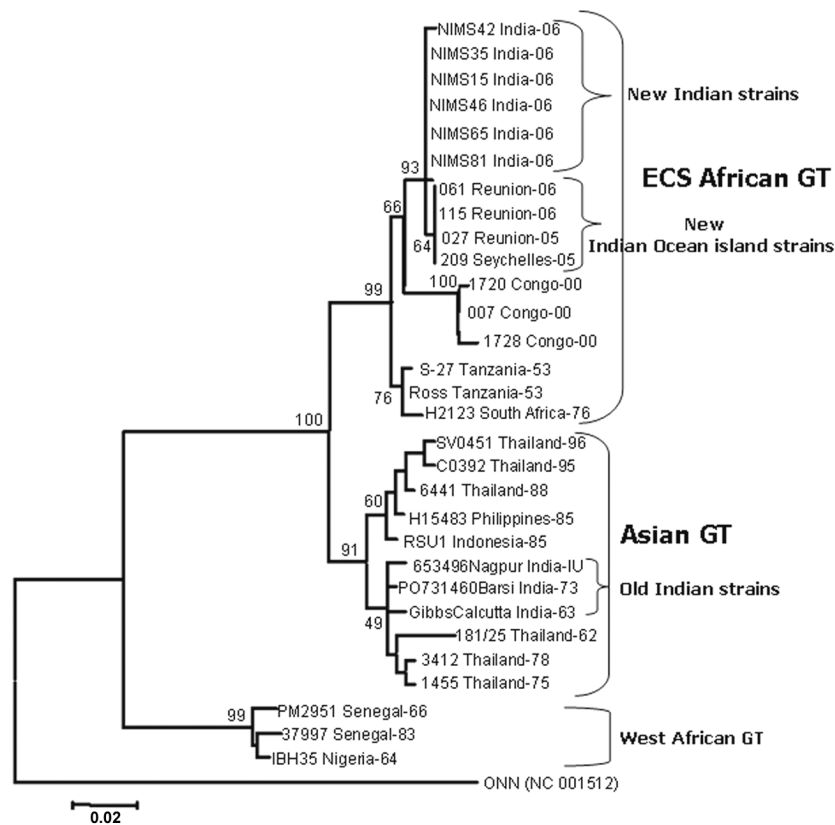 NIMS42 India-06
NIMS35 India-06
NIMS15 India-06
New Indian strains
NIMS46 India-06
NIMS65 India-06
NIMS81 India-06
93
ECS African GT
061 Reunion-06
66
115 Reunion-06
New
027 Reunion-05
64
Indian Ocean island strains
209 Seychelles-05
100
1720 Congo-00
99
007 Congo-00
1728 Congo-00
S-27 Tanzania-53
Ross Tanzania-53
76
H2123 South Africa-76
100
SV0451 Thailand-96
C0392 Thailand-95
6441 Thailand-88
60
H15483 Philippines-85
Asian GT
RSU1 Indonesia-85
91
653496Nagpur India-IU
PO731460Barsi India-73
Old Indian strains
GibbsCalcutta India-63
49
181/25 Thailand-62
3412 Thailand-78
1455 Thailand-75
99
PM2951 Senegal-66
37997 Senegal-83
West African GT
IBH35 Nigeria-64
ONN (NC 001512)
0.02